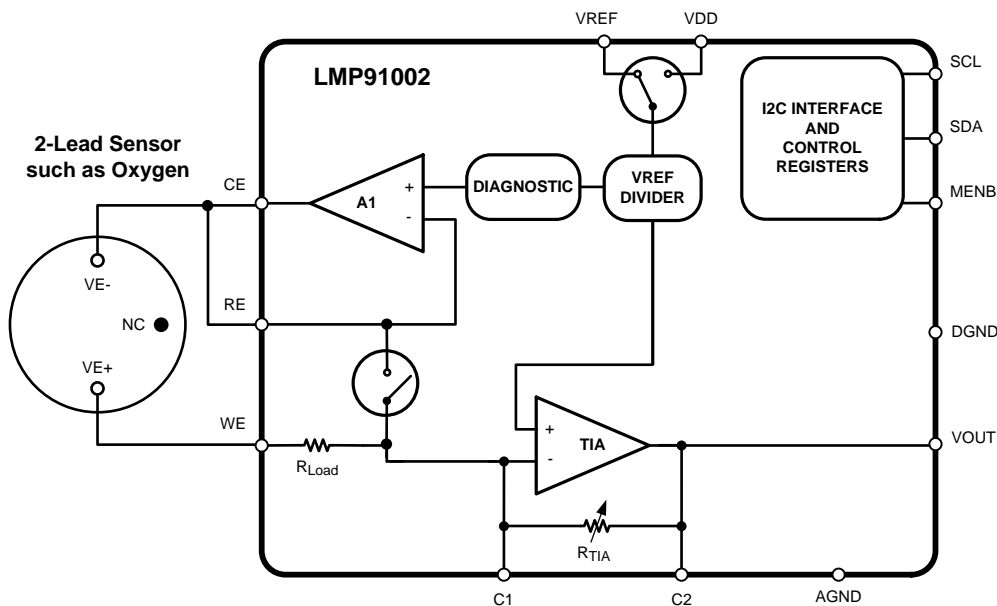 VREF
VDD
LMP91002
SCL
I2C INTERFACE
AND
CONTROL
REGISTERS
SDA
MENB
2-Lead Sensor
such as Oxygen
CE
+
A1
-
DIAGNOSTIC
VREF
DIVIDER
VE-
NC
RE
DGND
VE+
WE
RLoad
+
TIA
-
VOUT
RTIA
C1
C2
AGND